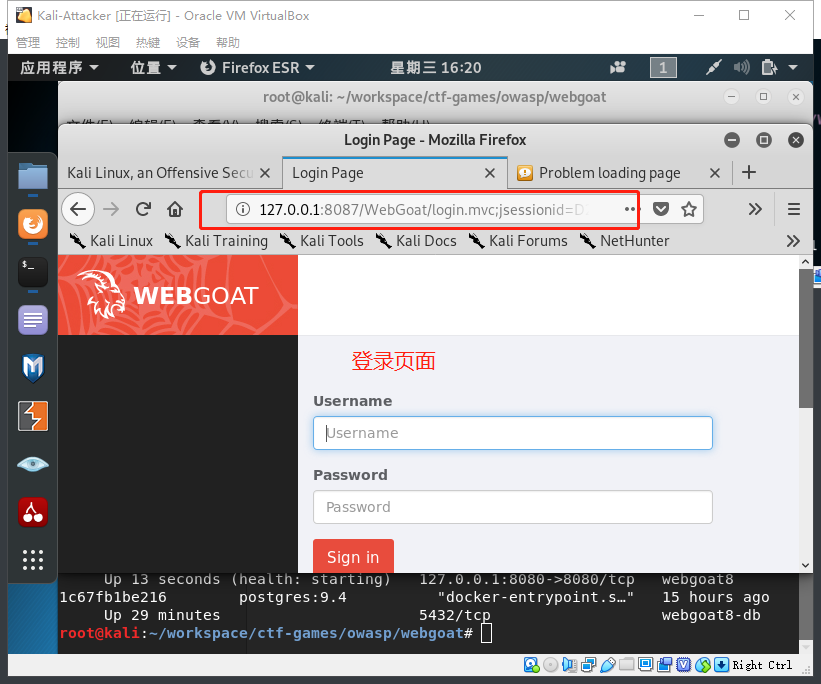 Kali-Attacker [正在运行] - Oracle VM VirtualBox
管理 控制 视图 热键 设备 帮助
应用程序 位置 Firefox ESR 星期三 16:20 1
root@kali: ~/workspace/ctf-games/owasp/webgoat
Login Page - Mozilla Firefox
Kali Linux, an Offensive Secu Login Page Problem loading page
127.0.0.1:8087/WebGoat/login.mvc;jsessionid=D
Kali Linux Kali Training Kali Tools Kali Docs Kali Forums NetHunter
WEBGOAT
登录页面
Username
Username
Password
Password
Sign in
Up 13 seconds (health: starting) 127.0.0.1:8080->8080/tcp webgoat8
1c67fb1be216 postgres:9.4 "docker-entrypoint.s…" 15 hours ago
Up 29 minutes 5432/tcp webgoat8-db
root@kali:~/workspace/ctf-games/owasp/webgoat#
Right Ctrl